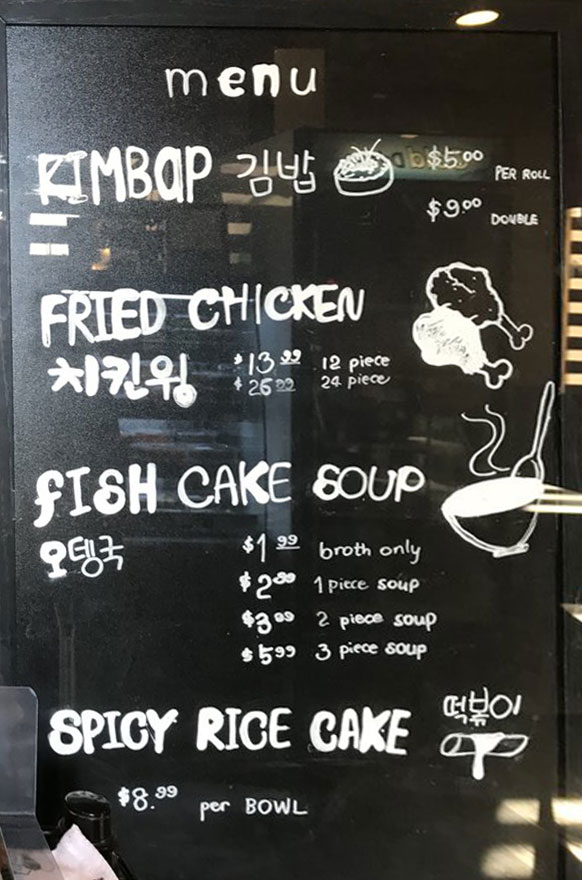 menu
KIMBAP 김밥 $5.00 PER ROLL
$9.00 DOUBLE
FRIED CHICKEN
치킨윙 $13.99 12 piece
$26.99 24 piece
FISH CAKE SOUP
오뎅국 $1.99 broth only
$2.99 1 piece soup
$3.99 2 piece soup
$5.99 3 piece soup
떡볶이
SPICY RICE CAKE
$8.99 per BOWL